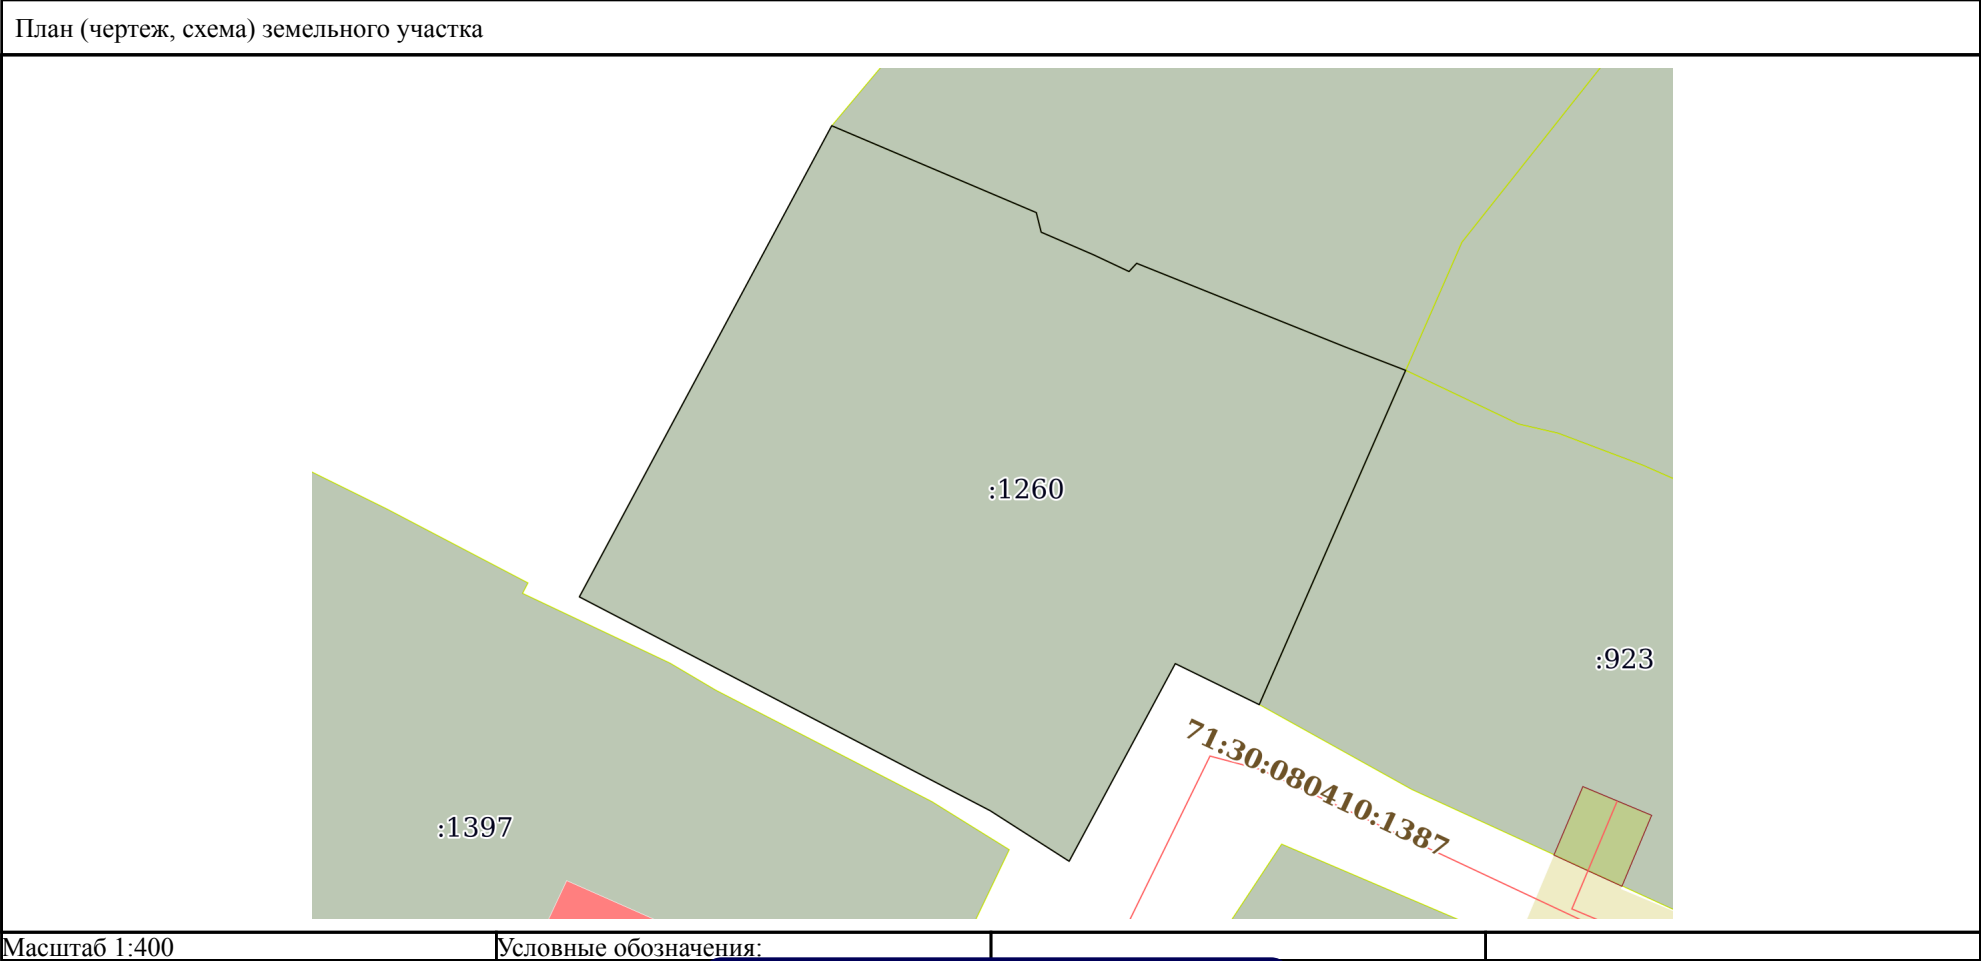 План (чертеж, схема) земельного участка
:1260
:923
71:30:080410:1387
:1397
Масштаб 1:400
Условные обозначения: